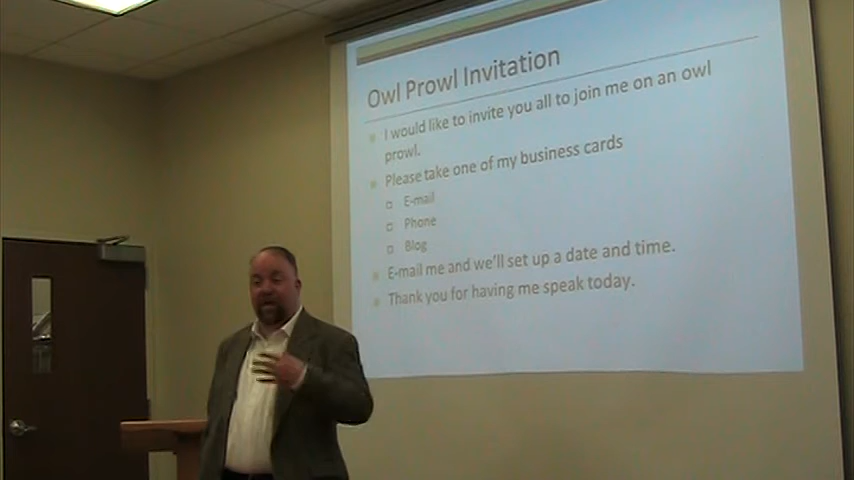 Owl Prowl Invitation
I would like to invite you all to join me on an owl
prowl.
Please take one of my business cards
E-mail
Phone
Blog
E-mail me and we'll set up a date and time.
Thank you for having me speak today.